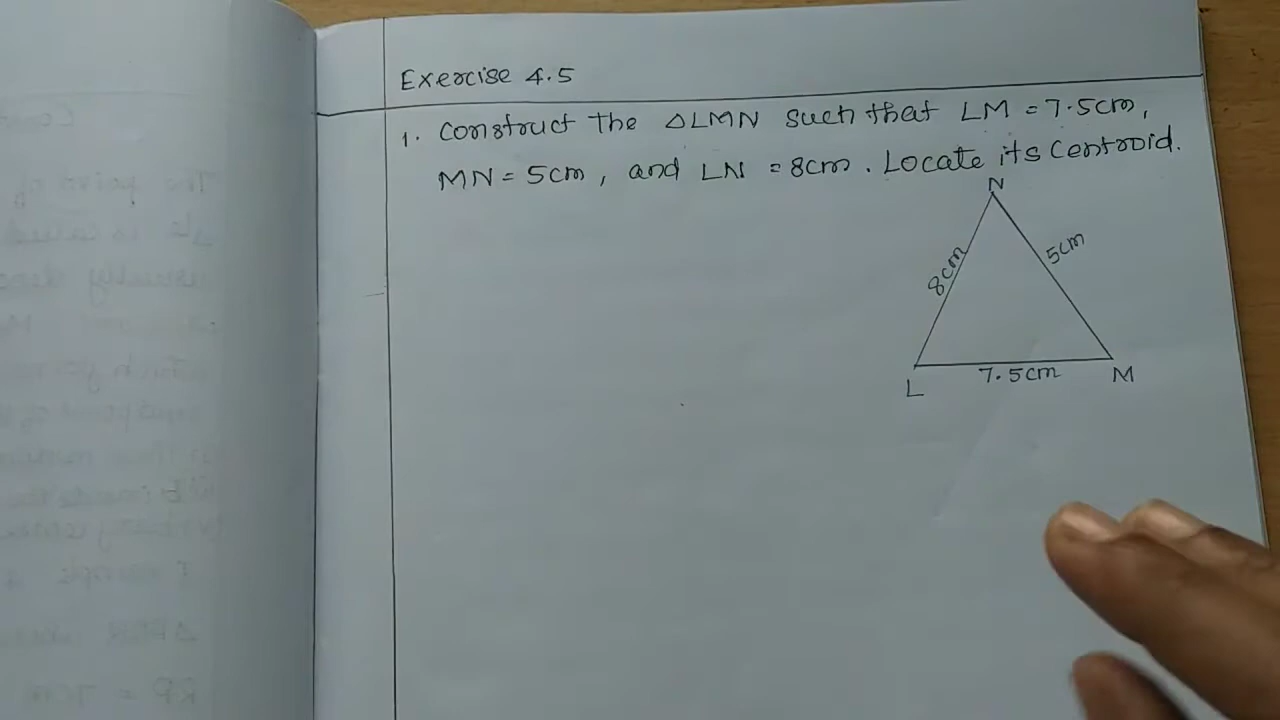 Exercise 4.5
1. Construct the △LMN such that LM = 7.5cm,
MN = 5cm, and LN = 8cm. Locate its centroid.
N
8cm
5cm
7.5cm
L
M